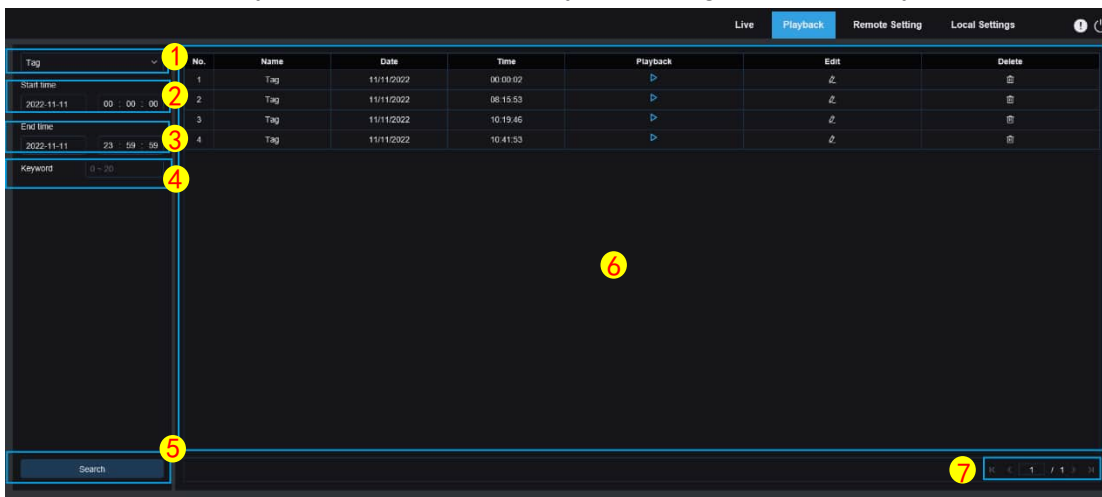 Live Playback Remote Setting Local Settings
Tag
1
Start time
2022-11-11 00 : 00 : 00
2
End time
2022-11-11 23 : 59 : 59
3
Keyword 0 ~ 20
4
No. Name Date Time Playback Edit Delete
1 Tag 11/11/2022 00:00:02
2 Tag 11/11/2022 08:15:53
3 Tag 11/11/2022 10:19:46
4 Tag 11/11/2022 10:41:53
6
5
Search
7
1 / 1